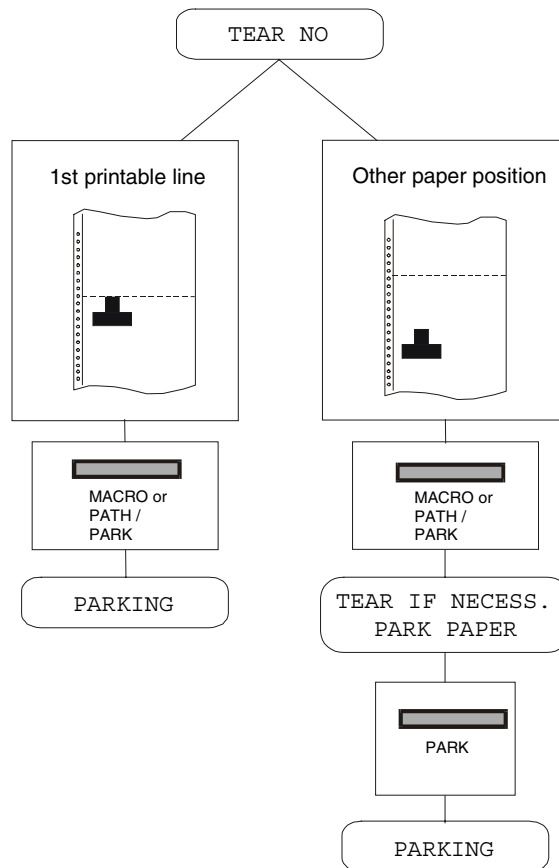 TEAR NO
1st printable line
Other paper position
MACRO or
PATH /
PARK
MACRO or
PATH /
PARK
PARKING
TEAR IF NECESS.
PARK PAPER
PARK
PARKING